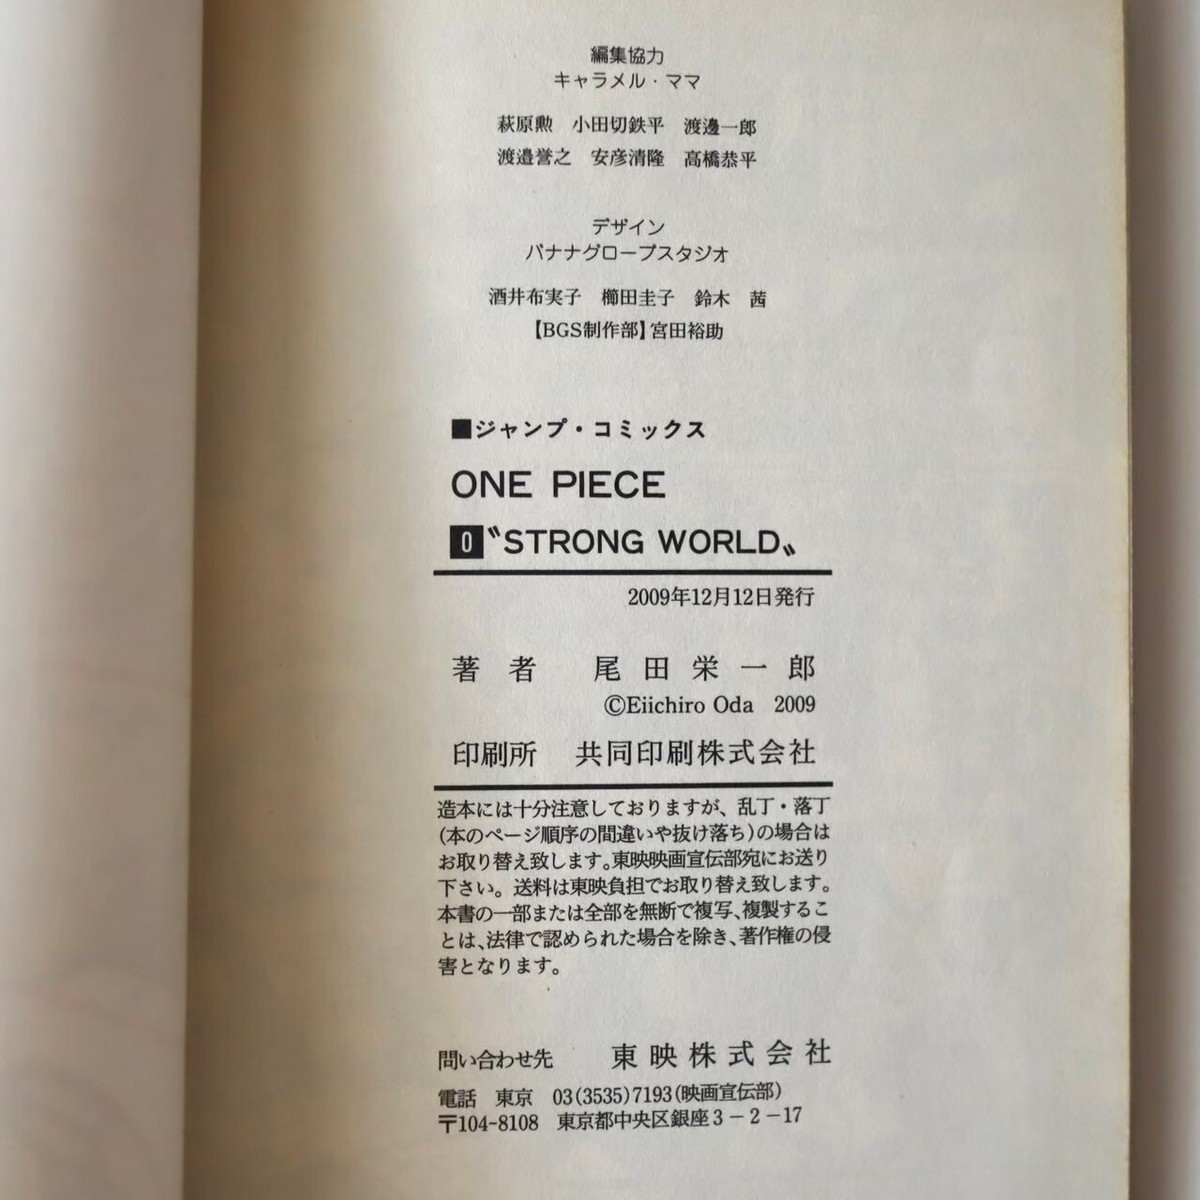 編集協力
キャラメル・ママ
萩原勲　小田切鉄平　渡邊一郎
渡邉誉之　安彦清隆　高橋恭平
デザイン
バナナグローブスタジオ
酒井布実子　櫛田圭子　鈴木　茜
【BGS制作部】宮田裕助
■ジャンプ・コミックス
ONE PIECE
0 〝STRONG WORLD〟
2009年12月12日発行
著　者　尾田栄一郎
©Eiichiro Oda　2009
印刷所　共同印刷株式会社
造本には十分注意しておりますが、乱丁・落丁
(本のページ順序の間違いや抜け落ち)の場合は
お取り替え致します。東映映画宣伝部宛にお送り
下さい。送料は東映負担でお取り替え致します。
本書の一部または全部を無断で複写、複製するこ
とは、法律で認められた場合を除き、著作権の侵
害となります。
問い合わせ先　東映株式会社
電話　東京　03(3535)7193(映画宣伝部)
〒104-8108　東京都中央区銀座3－2－17